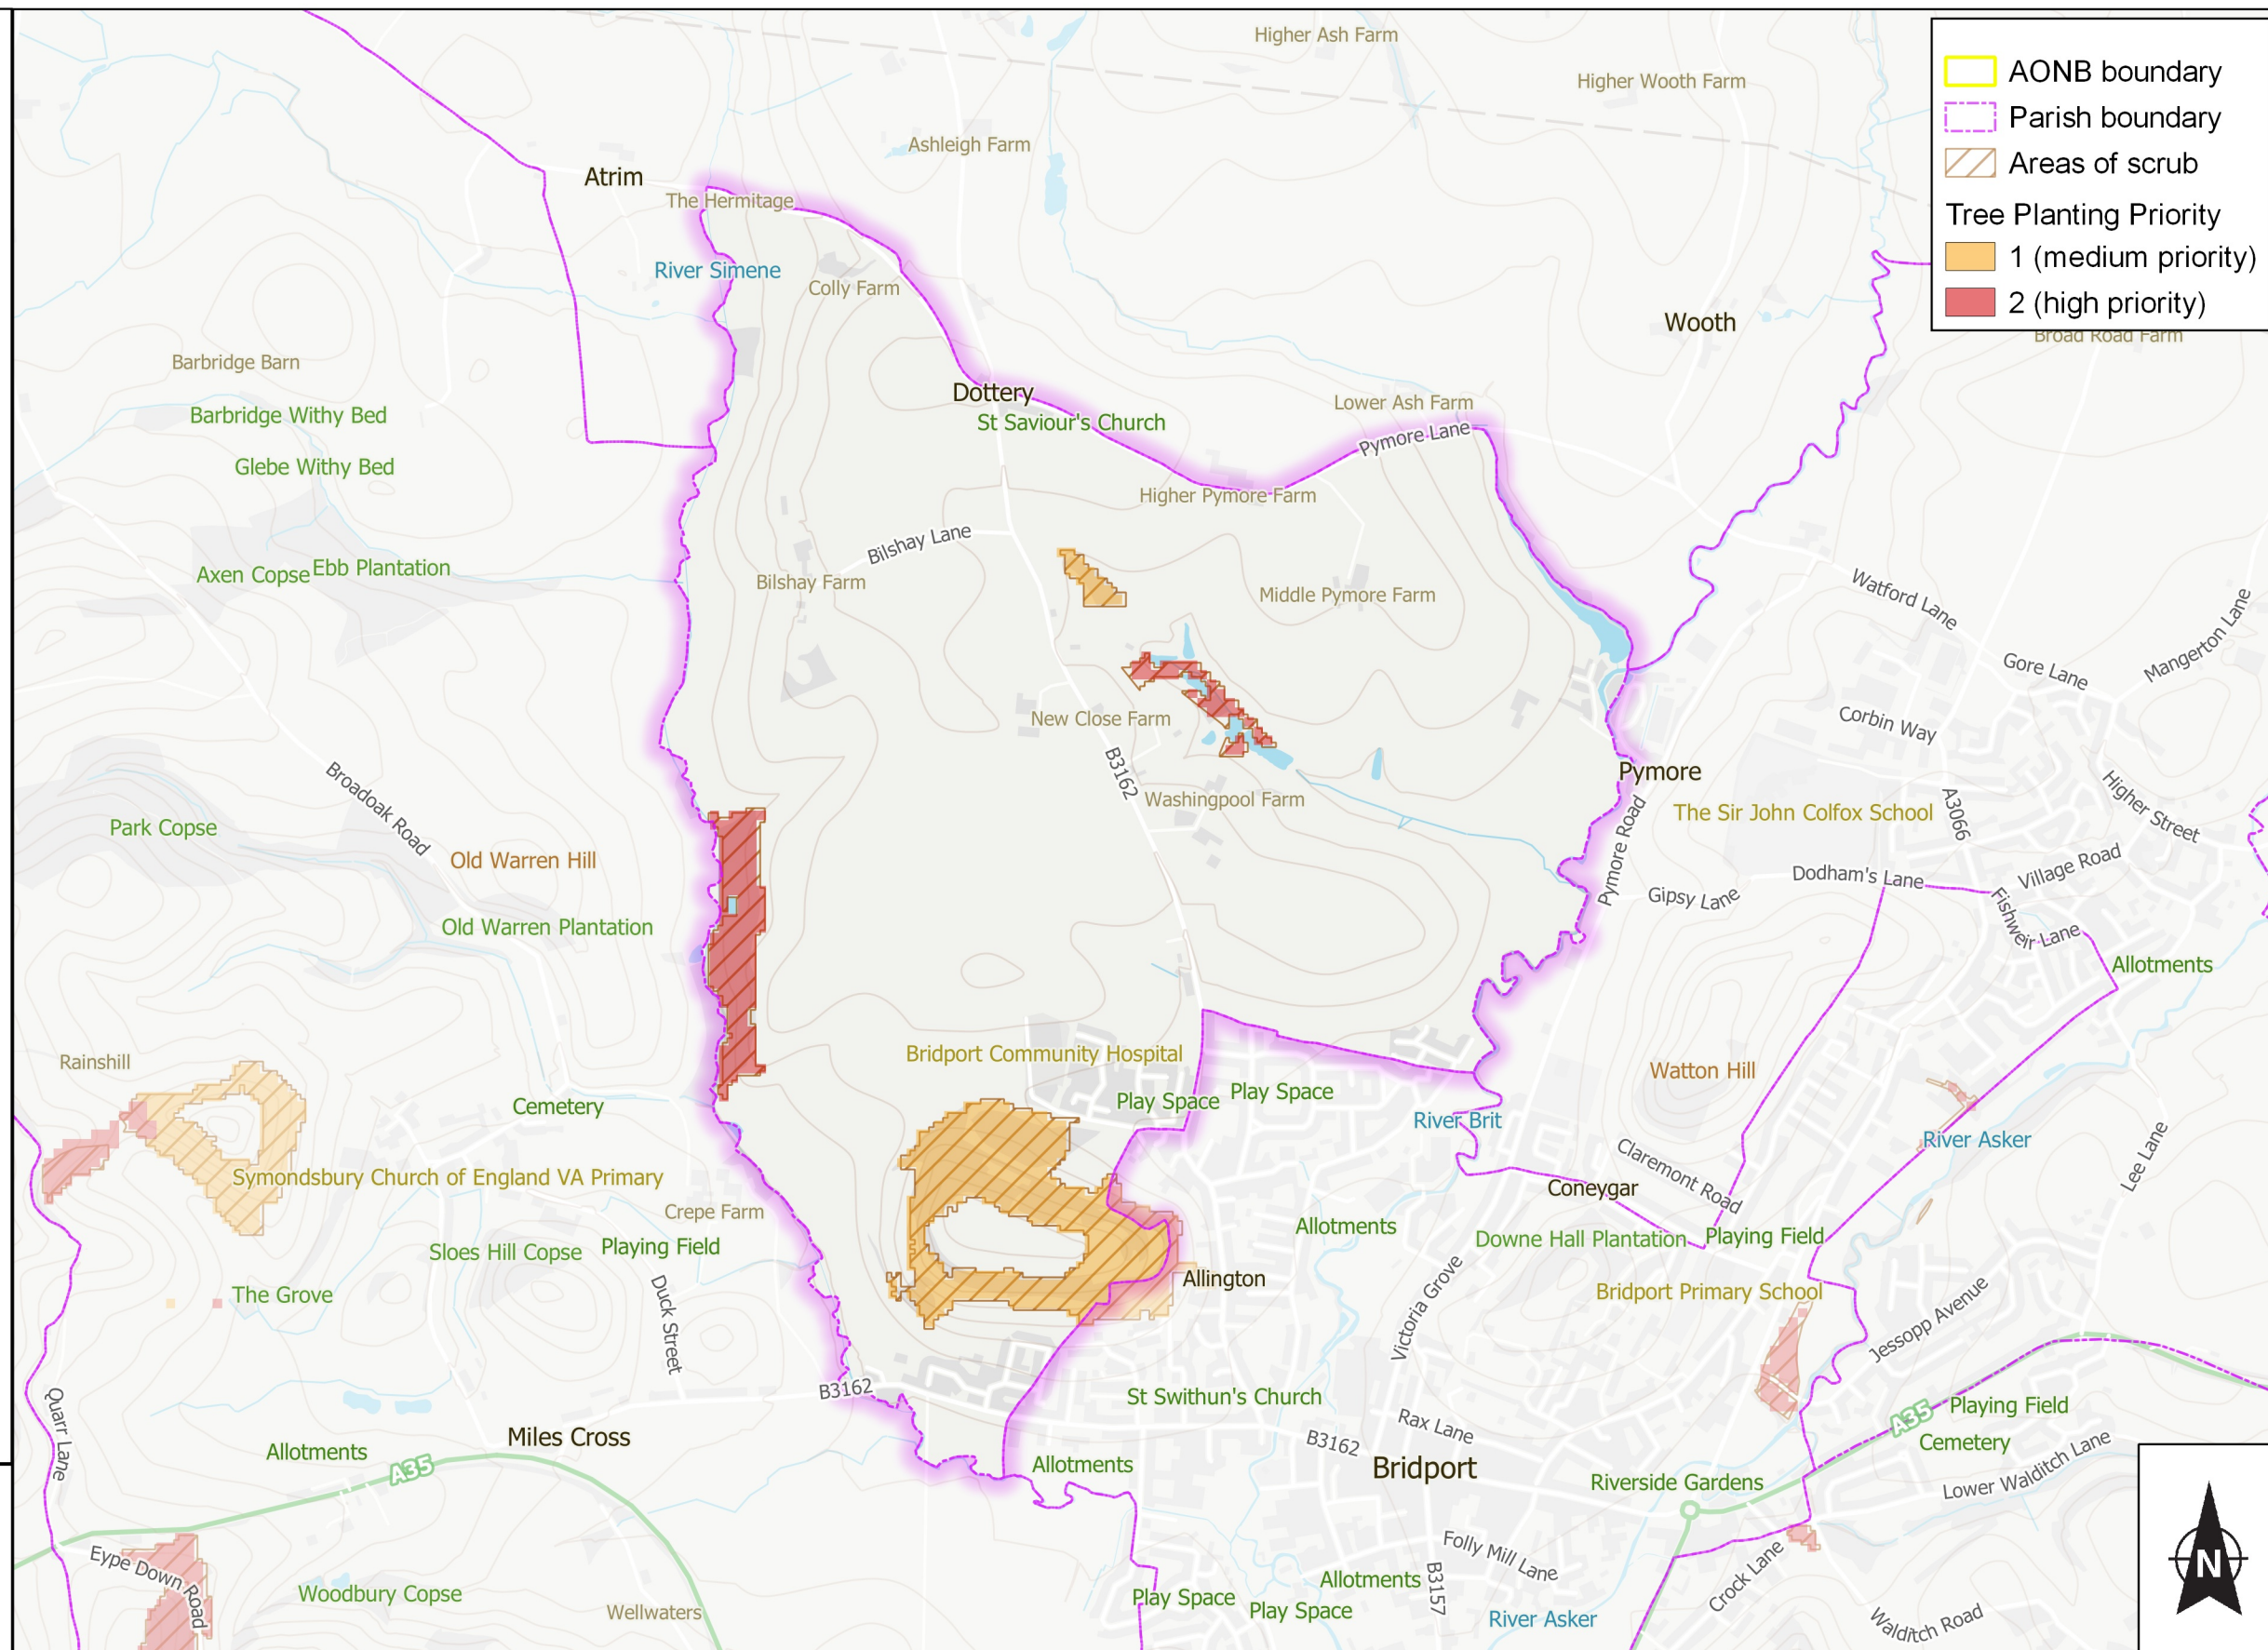 Higher Ash Farm
Higher Wooth Farm
AONB boundary
Parish boundary
Areas of scrub
Tree Planting Priority
1 (medium priority)
2 (high priority)
Ashleigh Farm
Atrim
The Hermitage
River Simene
Colly Farm
Wooth
Broad Road Farm
Barbridge Barn
Dottery
Lower Ash Farm
Barbridge Withy Bed
St Saviour's Church
Pymore Lane
Glebe Withy Bed
Higher Pymore Farm
Bilshay Lane
Axen Copse
Ebb Plantation
Bilshay Farm
Middle Pymore Farm
Watford Lane
Mangerton Lane
Gore Lane
New Close Farm
Corbin Way
B3162
Pymore
Broadoak Road
Washingpool Farm
The Sir John Colfox School
A3066
Higher Street
Park Copse
Old Warren Hill
Pymore Road
Dodham's Lane
Village Road
Gipsy Lane
Old Warren Plantation
Fishweir Lane
Allotments
Rainshill
Bridport Community Hospital
Watton Hill
Cemetery
Play Space
Play Space
River Brit
River Asker
Symondsbury Church of England VA Primary
Claremont Road
Lee Lane
Coneygar
Crepe Farm
Allotments
Sloes Hill Copse
Playing Field
Downe Hall Plantation
Playing Field
Allington
The Grove
Duck Street
Victoria Grove
Bridport Primary School
Jessopp Avenue
B3162
St Swithun's Church
Quarr Lane
Rax Lane
A35
Playing Field
Miles Cross
B3162
Cemetery
Allotments
A35
Allotments
Bridport
Riverside Gardens
Lower Walditch Lane
Eype Down Road
Folly Mill Lane
Crock Lane
Woodbury Copse
Allotments
B3157
Play Space
Wellwaters
Play Space
River Asker
Walditch Road
N